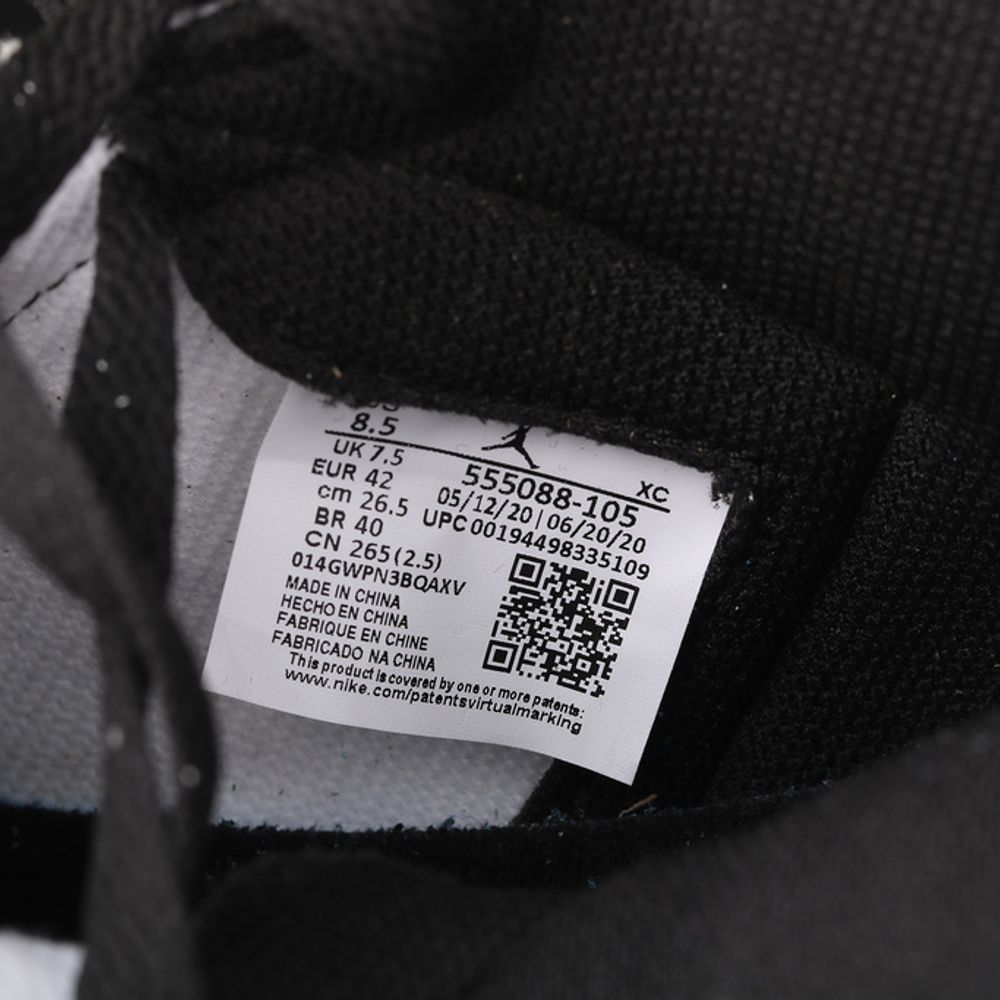 8.5
UK 7.5
EUR 42
cm 26.5
BR 40
CN 265(2.5)
014GWPN3BQAXV
XC
555088-105
05/12/20|06/20/20
UPC 00194498335109
MADE IN CHINA
HECHO EN CHINA
FABRIQUE EN CHINE
FABRICADO NA CHINA
This product is covered by one or more patents:
www.nike.com/patentsvirtualmarking